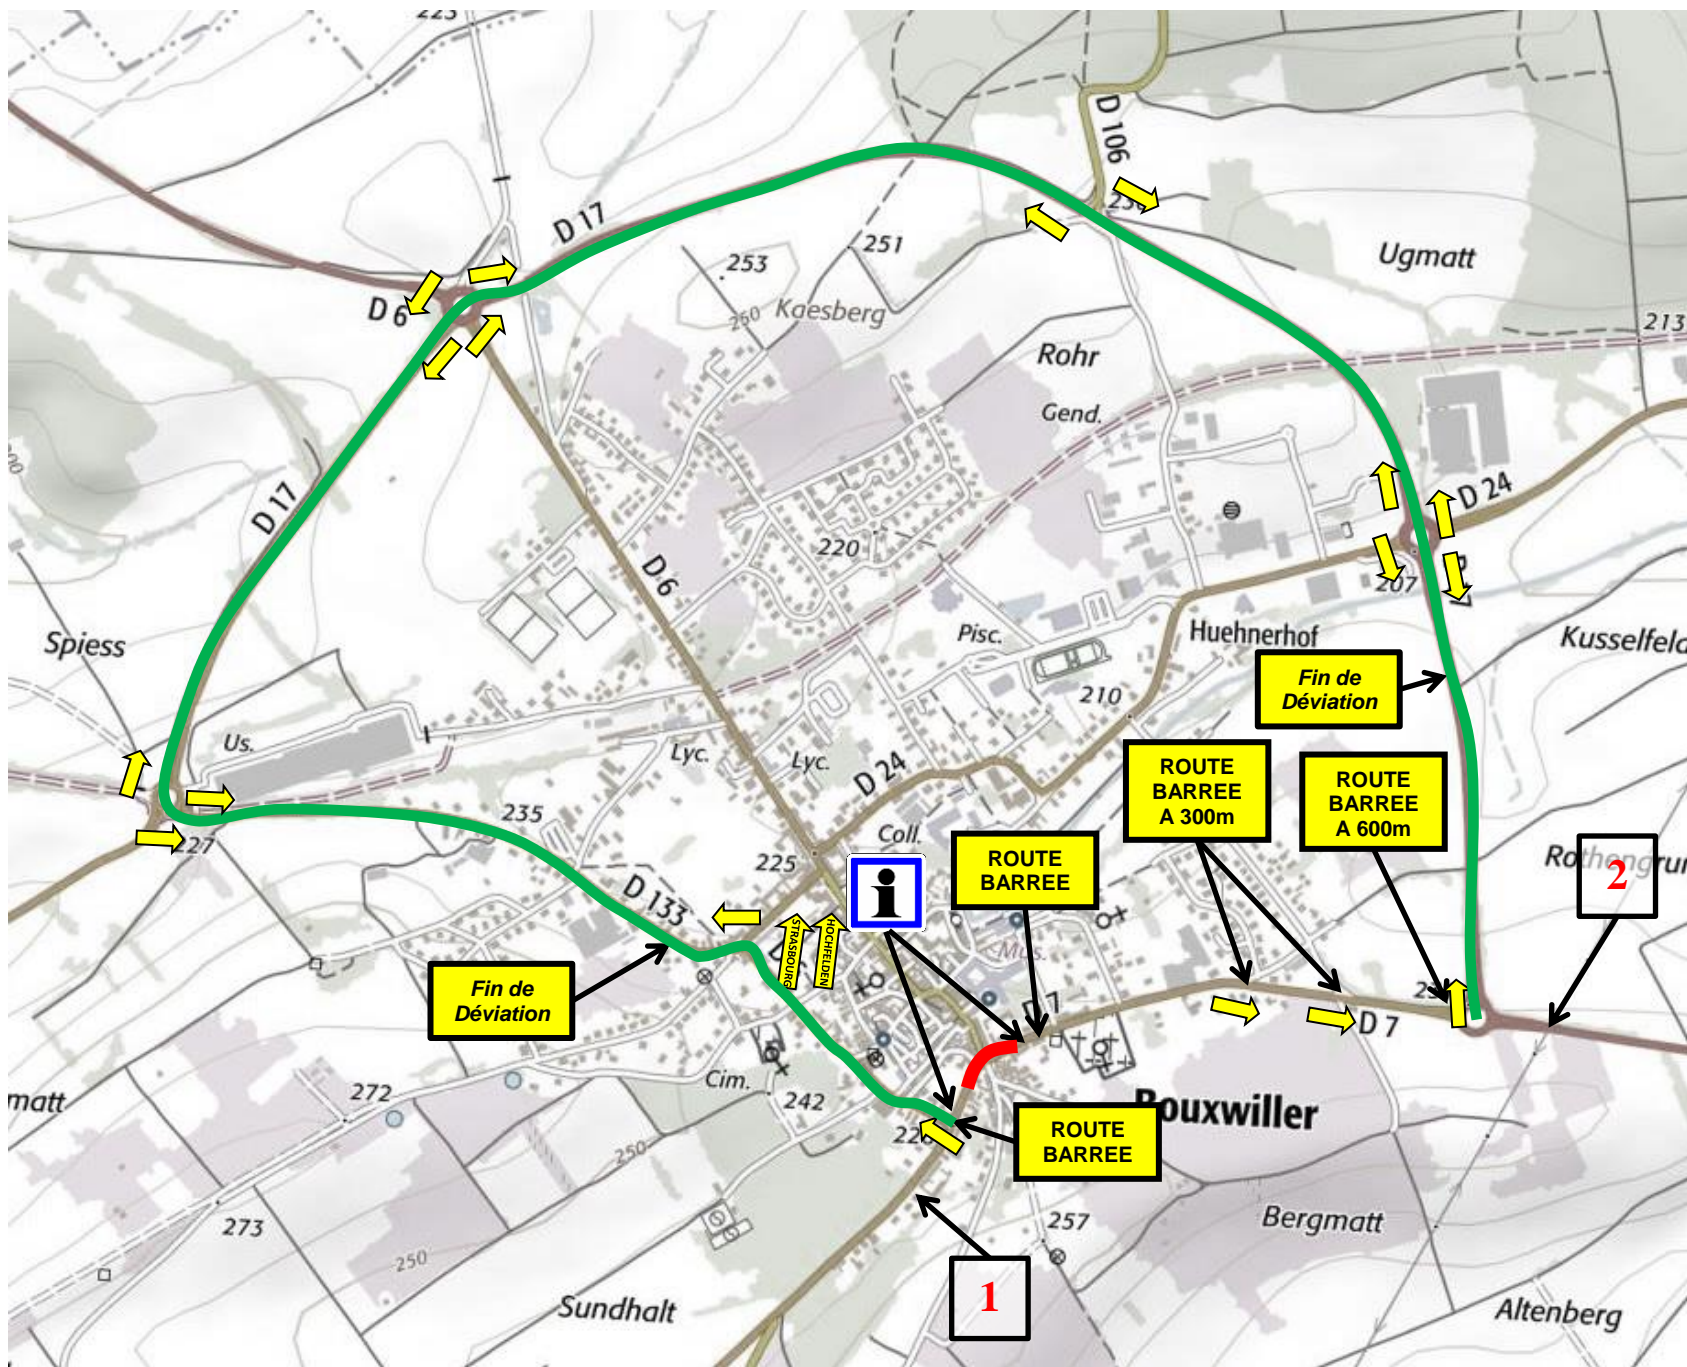 223
D 106
230
D 17
Ugmatt
251
253
D 6
250
Kaesberg
213
Rohr
Gend.
D 24
D 17
220
D 6
207
Spiess
Pisc.
Huehnerhof
Kusselfeld
Fin de
Déviation
210
Us.
Lyc.
Lyc.
D 24
ROUTE
BARREE
A 300m
ROUTE
BARREE
A 600m
235
Coll.
227
225
i
ROUTE
BARREE
2
D 133
STRASBOURG
HOCHFELDEN
Mus.
Fin de
Déviation
D 7
D 7
272
Cim.
242
matt
Bouxwiller
ROUTE
BARREE
250
273
257
Bergmatt
250
1
Sundhalt
Altenberg